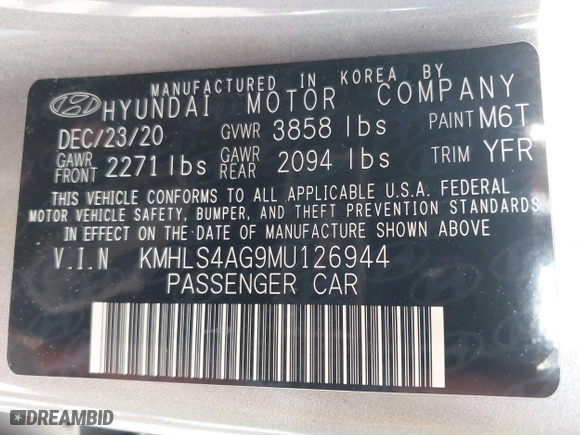 MANUFACTURED IN KOREA BY
HYUNDAI MOTOR COMPANY
DEC/23/20 GVWR 3858 lbs PAINT M6T
GAWR FRONT 2271 lbs GAWR REAR 2094 lbs TRIM YFR
THIS VEHICLE CONFORMS TO ALL APPLICABLE U.S.A. FEDERAL
MOTOR VEHICLE SAFETY, BUMPER, AND THEFT PREVENTION STANDARDS
IN EFFECT ON THE DATE OF MANUFACTURE SHOWN ABOVE
V.I.N KMHLS4AG9MU126944
PASSENGER CAR
DREAMBID